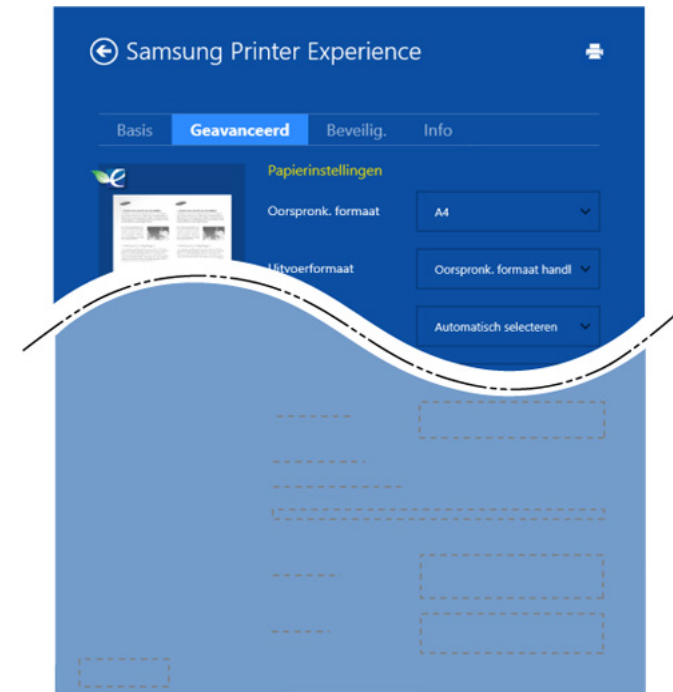 Samsung Printer Experience
Basis Geavanceerd Beveilig. Info
Papierinstellingen
Oorspronk. formaat A4
Uitvoerformaat Oorspronk. formaat handl
Automatisch selecteren